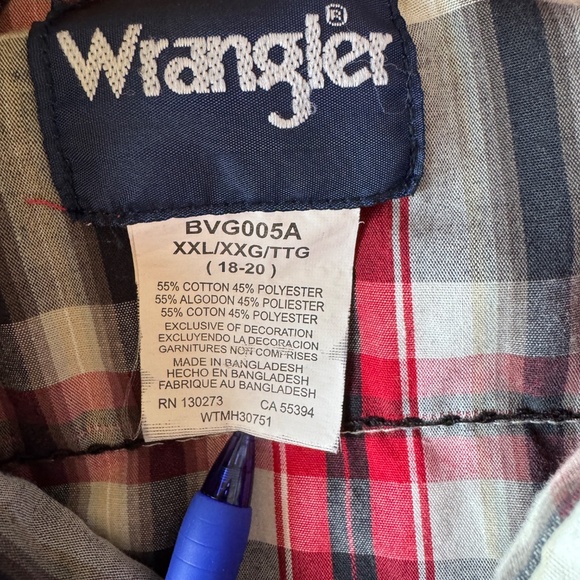 Wrangler®
BVG005A
XXL/XXG/TTG
( 18-20 )
55% COTTON 45% POLYESTER
55% ALGODON 45% POLIESTER
55% COTON 45% POLYESTER
EXCLUSIVE OF DECORATION
EXCLUYENDO LA DECORACION
GARNITURES NON COMPRISES
MADE IN BANGLADESH
HECHO EN BANGLADESH
FABRIQUE AU BANGLADESH
RN 130273 CA 55394
WTMH30751